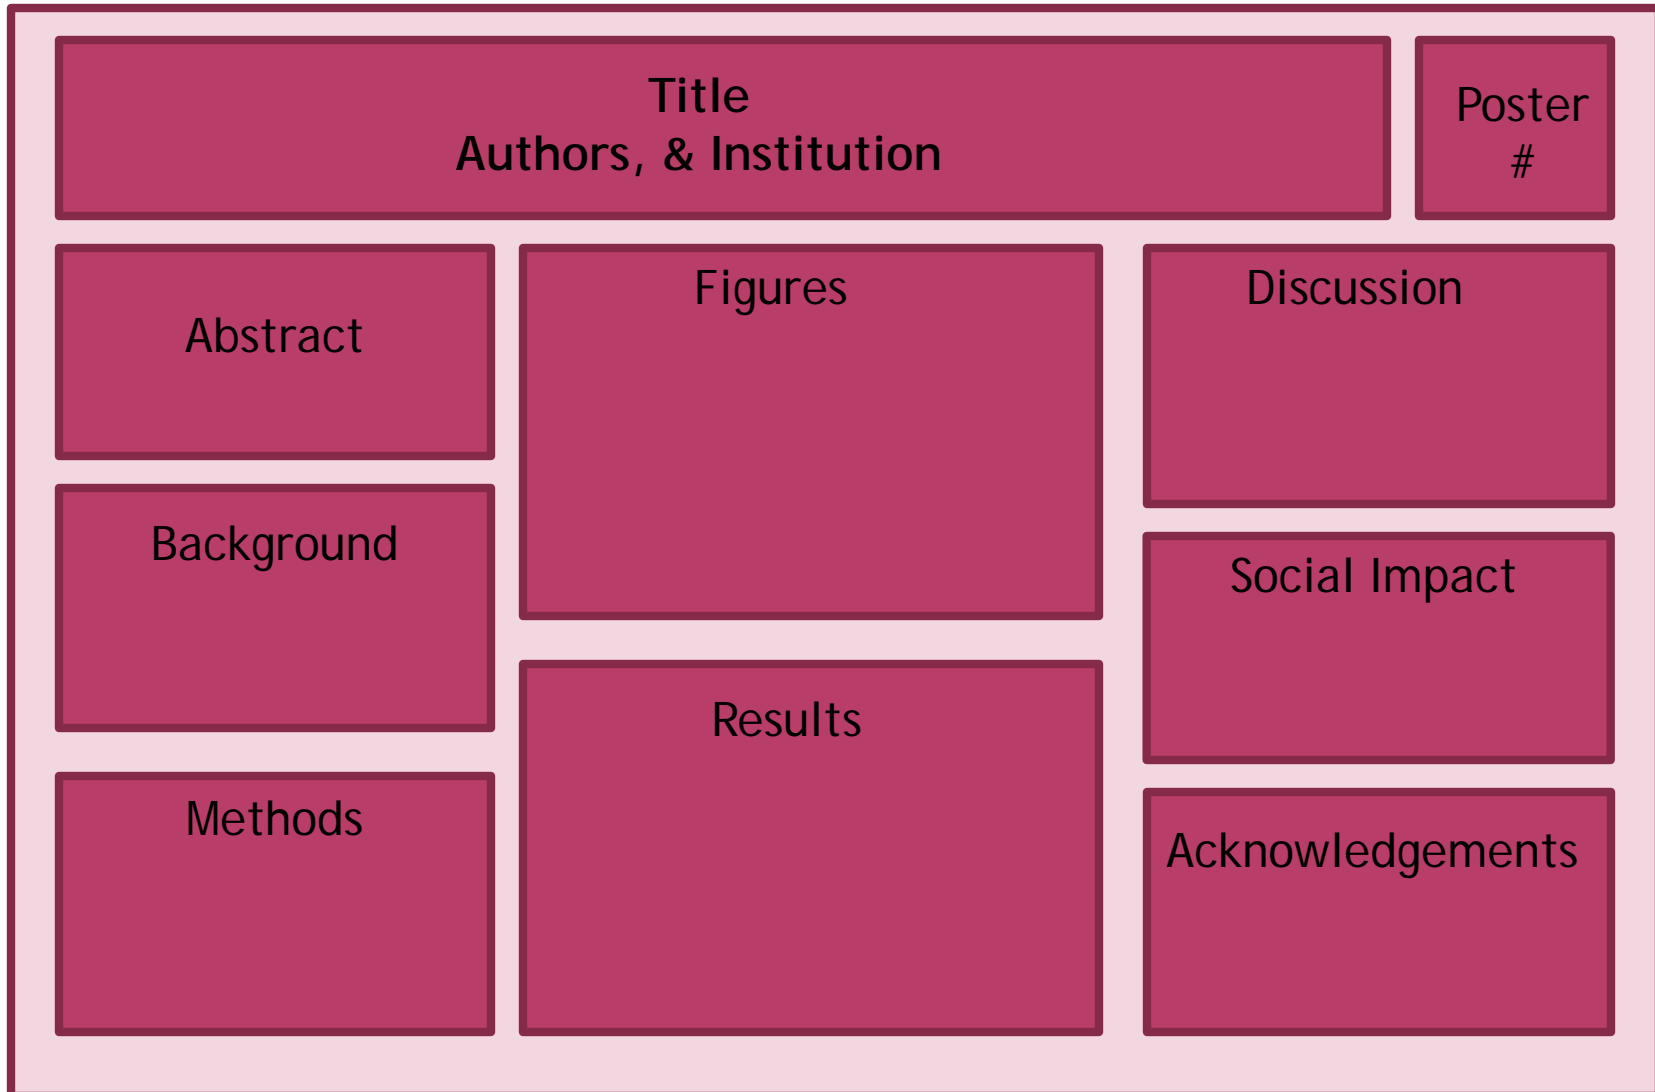 Title
Authors, & Institution
Poster
#
Abstract
Background
Methods
Figures
Results
Discussion
Social Impact
Acknowledgements